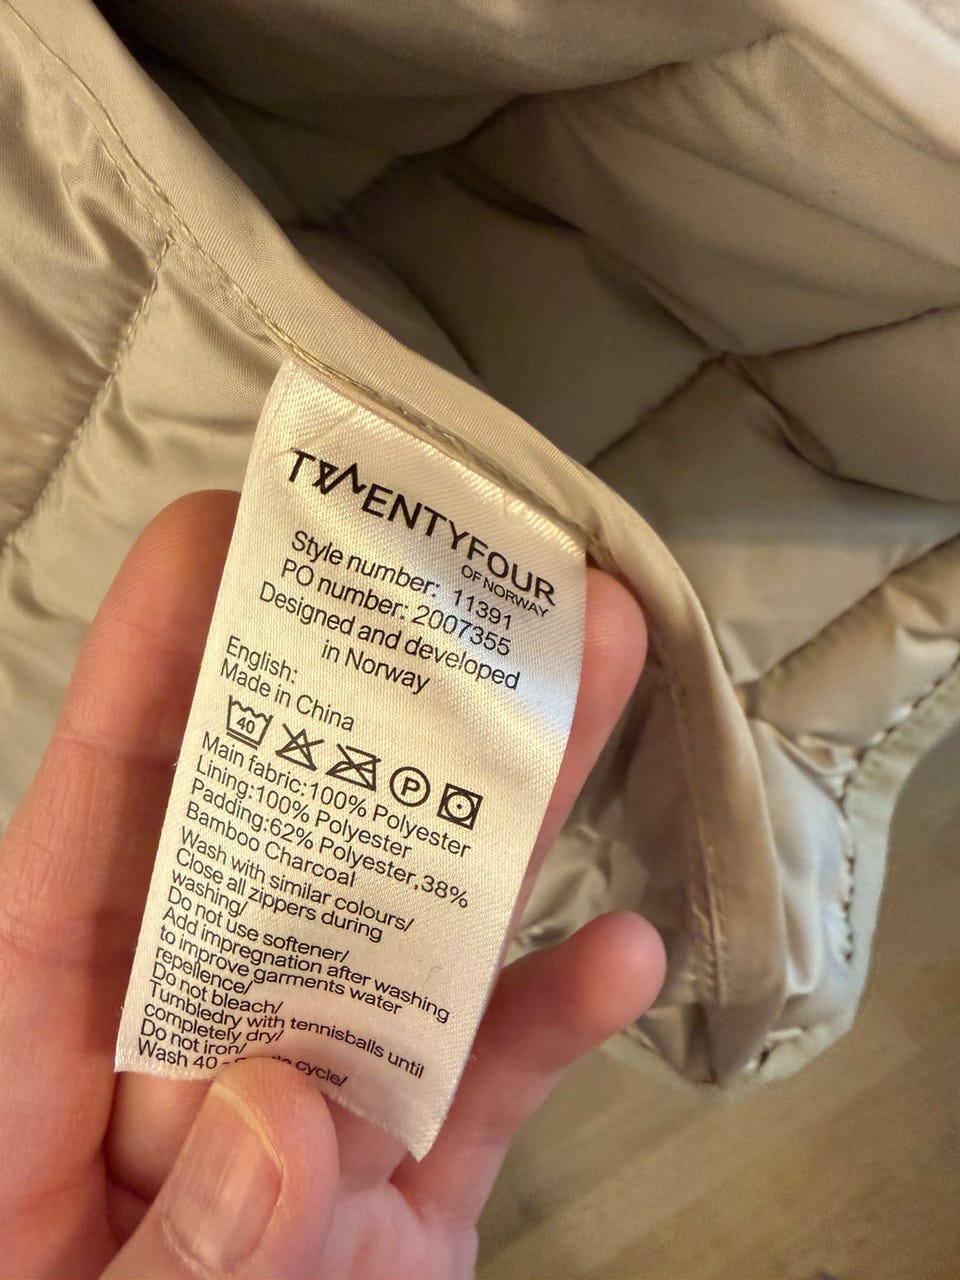 TWENTYFOUR
OF NORWAY
Style number: 11391
PO number: 2007355
Designed and developed
in Norway
English:
Made in China
40
P
Main fabric:100% Polyester
Lining:100% Polyester
Padding:62% Polyester,38%
Bamboo Charcoal
Wash with similar colours/
Close all zippers during
washing/
Do not use softener/
Add impregnation after washing
to improve garments water
repellence/
Do not bleach/
Tumbledry with tennisballs until
completely dry/
Do not iron/
Wash 40 - cycle/